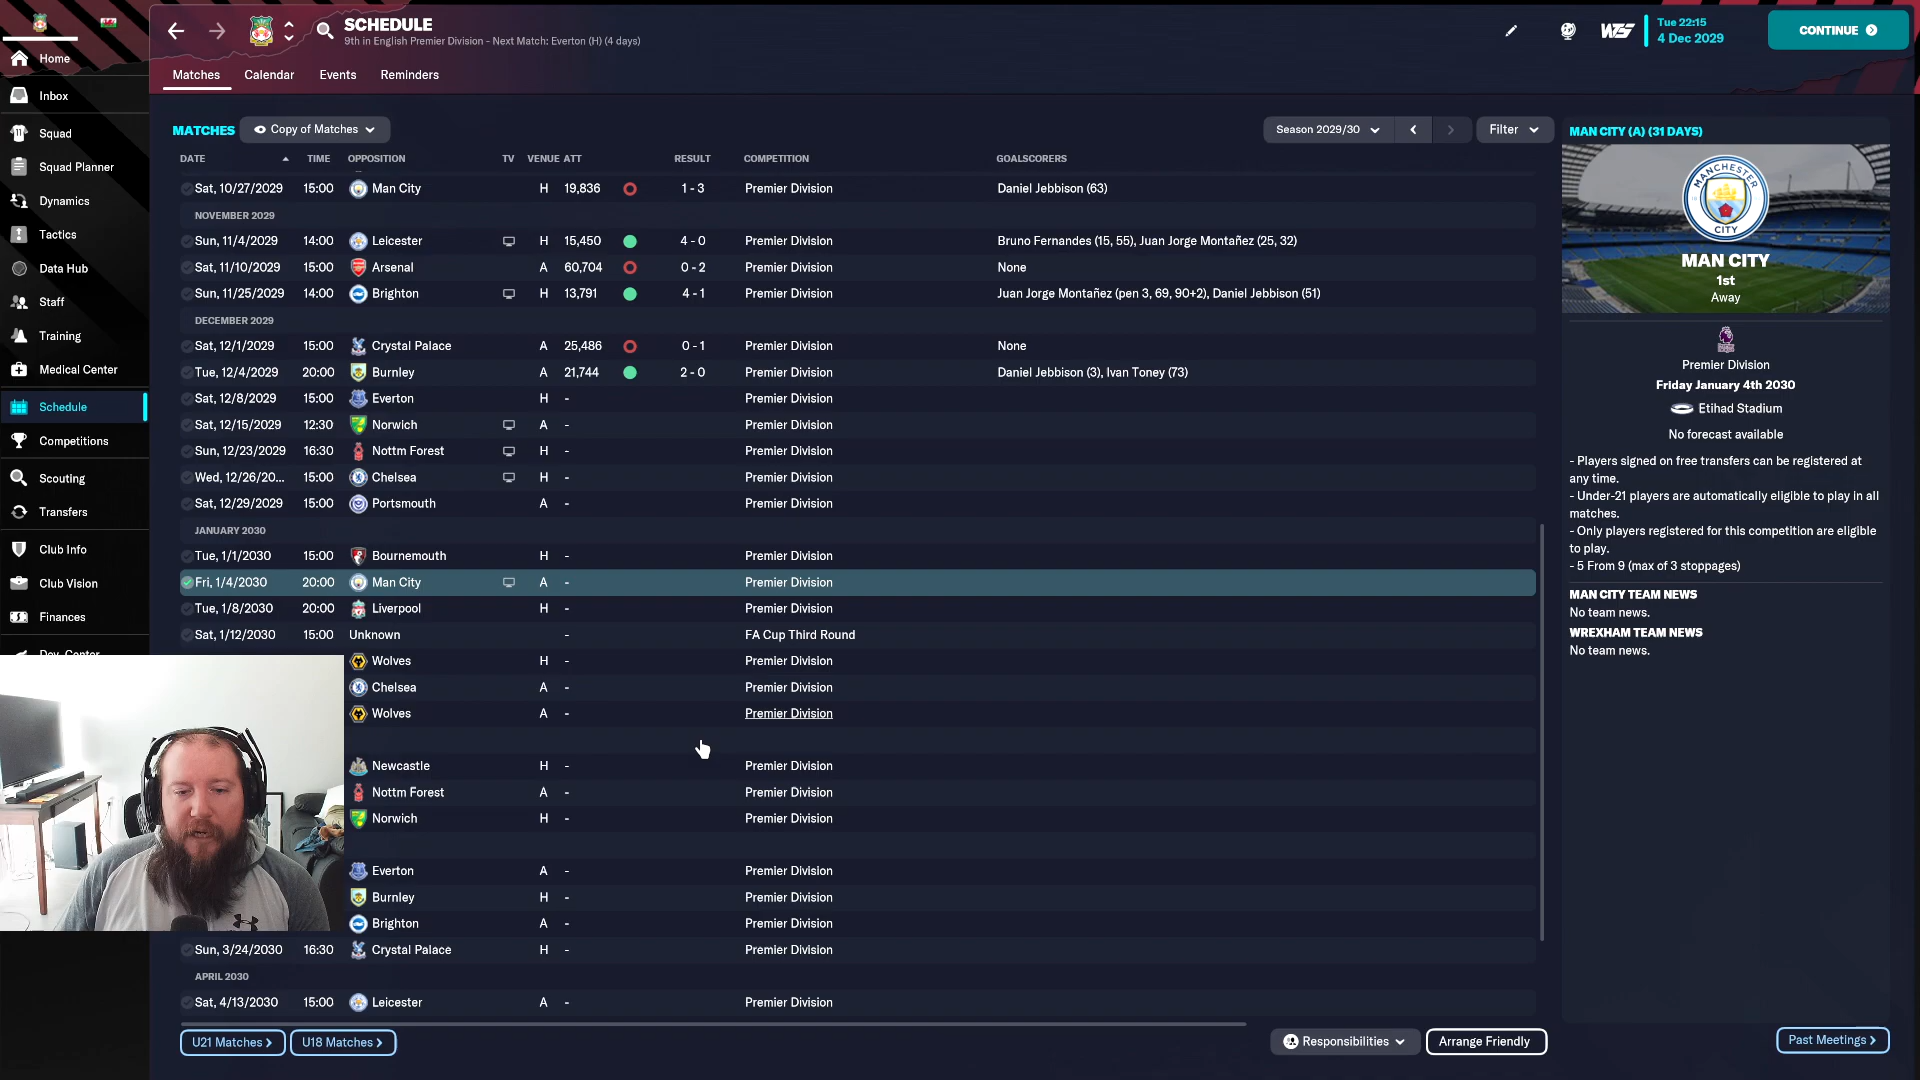 SCHEDULE
9th in English Premier Division - Next Match: Everton (H) (4 days)
Tue 22:15
4 Dec 2029
CONTINUE
Home
Inbox
Squad
Squad Planner
Dynamics
Tactics
Data Hub
Staff
Training
Medical Center
Schedule
Competitions
Scouting
Transfers
Club Info
Club Vision
Finances
Dev. Center
Matches Calendar Events Reminders
MATCHES Copy of Matches Season 2029/30 Filter
DATE TIME OPPOSITION TV VENUE ATT RESULT COMPETITION GOALSCORERS
Sat, 10/27/2029 15:00 Man City H 19,836 1 - 3 Premier Division Daniel Jebbison (63)
NOVEMBER 2029
Sun, 11/4/2029 14:00 Leicester H 15,450 4 - 0 Premier Division Bruno Fernandes (15, 55), Juan Jorge Montañez (25, 32)
Sat, 11/10/2029 15:00 Arsenal A 60,704 0 - 2 Premier Division None
Sun, 11/25/2029 14:00 Brighton H 13,791 4 - 1 Premier Division Juan Jorge Montañez (pen 3, 69, 90+2), Daniel Jebbison (51)
DECEMBER 2029
Sat, 12/1/2029 15:00 Crystal Palace A 25,486 0 - 1 Premier Division None
Tue, 12/4/2029 20:00 Burnley A 21,744 2 - 0 Premier Division Daniel Jebbison (3), Ivan Toney (73)
Sat, 12/8/2029 15:00 Everton H - Premier Division
Sat, 12/15/2029 12:30 Norwich A - Premier Division
Sun, 12/23/2029 16:30 Nottm Forest H - Premier Division
Wed, 12/26/20... 15:00 Chelsea H - Premier Division
Sat, 12/29/2029 15:00 Portsmouth A - Premier Division
JANUARY 2030
Tue, 1/1/2030 15:00 Bournemouth H - Premier Division
Fri, 1/4/2030 20:00 Man City A - Premier Division
Tue, 1/8/2030 20:00 Liverpool H - Premier Division
Sat, 1/12/2030 15:00 Unknown - FA Cup Third Round
Wolves H - Premier Division
Chelsea A - Premier Division
Wolves A - Premier Division
Newcastle H - Premier Division
Nottm Forest A - Premier Division
Norwich H - Premier Division
Everton A - Premier Division
Burnley H - Premier Division
Brighton A - Premier Division
Sun, 3/24/2030 16:30 Crystal Palace H - Premier Division
APRIL 2030
Sat, 4/13/2030 15:00 Leicester A - Premier Division
U21 Matches U18 Matches Responsibilities Arrange Friendly
MAN CITY (A) (31 DAYS)
MANCHESTER
CITY
MAN CITY
1st
Away
Premier Division
Friday January 4th 2030
Etihad Stadium
No forecast available
- Players signed on free transfers can be registered at
any time.
- Under-21 players are automatically eligible to play in all
matches.
- Only players registered for this competition are eligible
to play.
- 5 From 9 (max of 3 stoppages)
MAN CITY TEAM NEWS
No team news.
WREXHAM TEAM NEWS
No team news.
Past Meetings